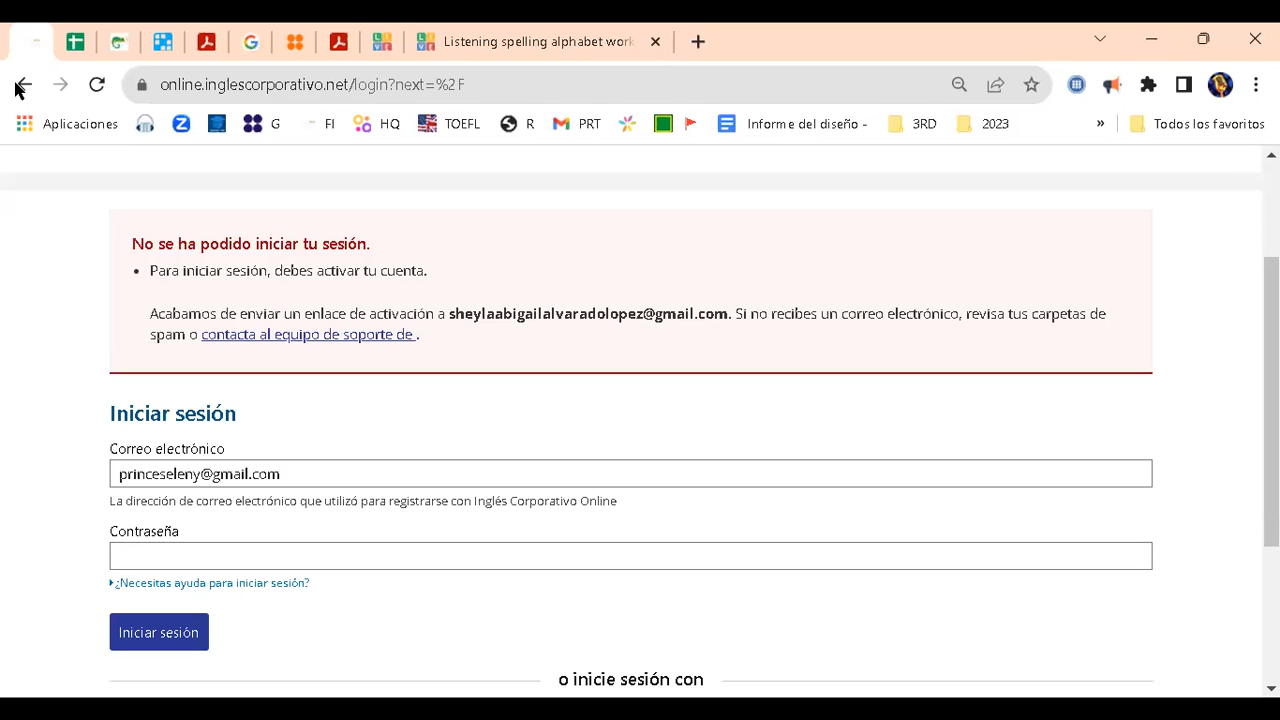 Listening spelling alphabet work
online.inglescorporativo.net/login?next=%2F
Aplicaciones G FI HQ TOEFL R PRT Informe del diseño - 3RD 2023 » Todos los favoritos
No se ha podido iniciar tu sesión.
• Para iniciar sesión, debes activar tu cuenta.
Acabamos de enviar un enlace de activación a sheylaabigailalvaradolopez@gmail.com. Si no recibes un correo electrónico, revisa tus carpetas de
spam o contacta al equipo de soporte de .
Iniciar sesión
Correo electrónico
princeseleny@gmail.com
La dirección de correo electrónico que utilizó para registrarse con Inglés Corporativo Online
Contraseña
¿Necesitas ayuda para iniciar sesión?
Iniciar sesión
o inicie sesión con